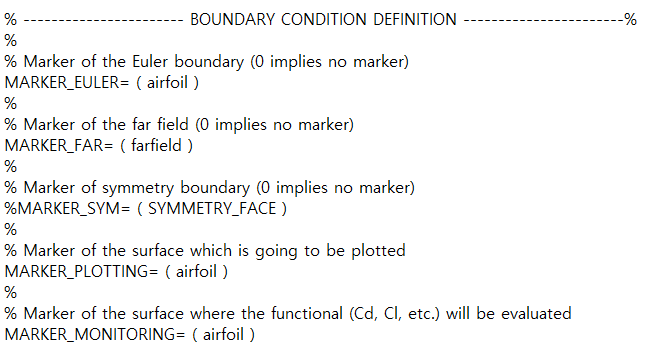 % ----------------------- BOUNDARY CONDITION DEFINITION -----------------------%
%
% Marker of the Euler boundary (0 implies no marker)
MARKER_EULER= ( airfoil )
%
% Marker of the far field (0 implies no marker)
MARKER_FAR= ( farfield )
%
% Marker of symmetry boundary (0 implies no marker)
%MARKER_SYM= ( SYMMETRY_FACE )
%
% Marker of the surface which is going to be plotted
MARKER_PLOTTING= ( airfoil )
%
% Marker of the surface where the functional (Cd, Cl, etc.) will be evaluated
MARKER_MONITORING= ( airfoil )